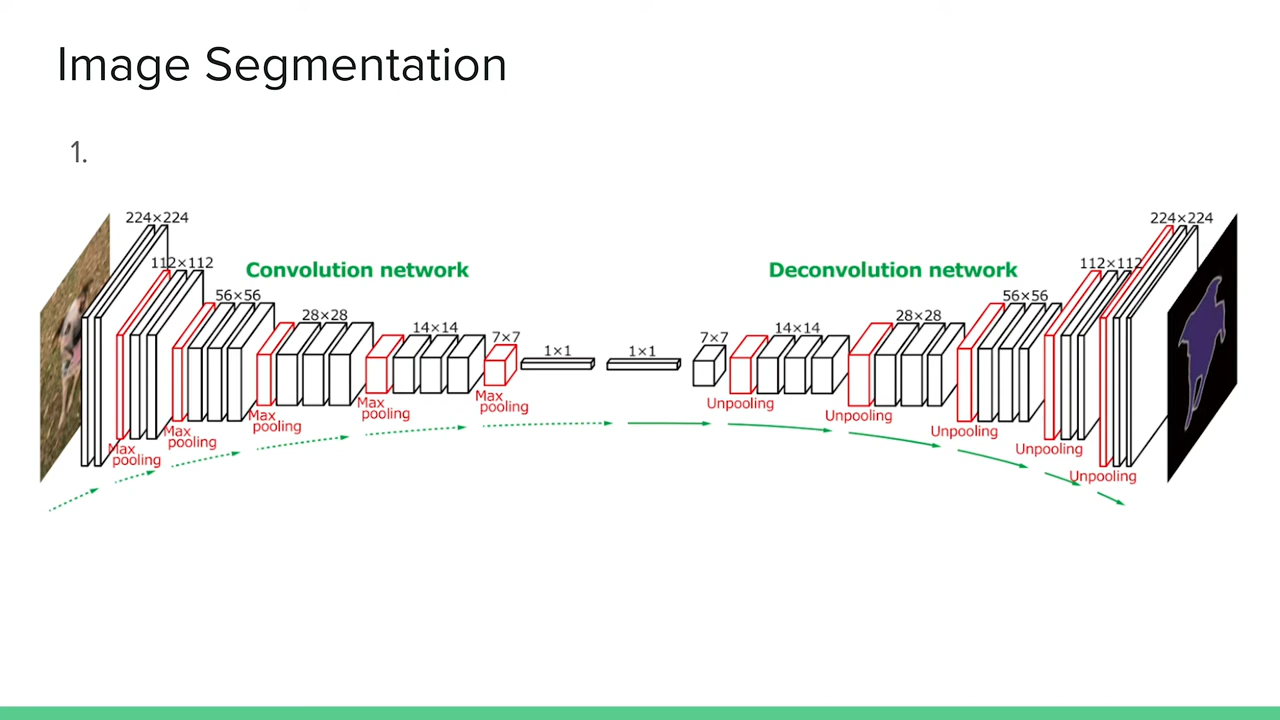 Image Segmentation
1.
224×224
112×112
56×56
28×28
14×14
7×7
1×1
1×1
7×7
14×14
28×28
56×56
112×112
224×224
Convolution network
Deconvolution network
Max
pooling
Max
pooling
Max
pooling
Max
pooling
Max
pooling
Unpooling
Unpooling
Unpooling
Unpooling
Unpooling